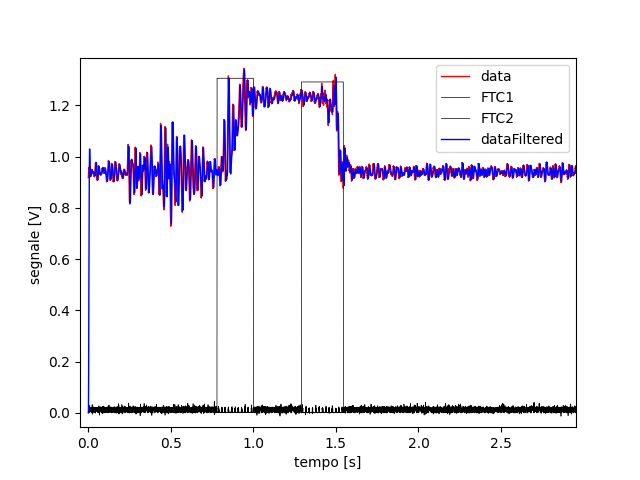 data
FTC1
FTC2
dataFiltered
1.2
1.0
0.8
0.6
0.4
0.2
0.0
segnale [V]
0.0 0.5 1.0 1.5 2.0 2.5
tempo [s]